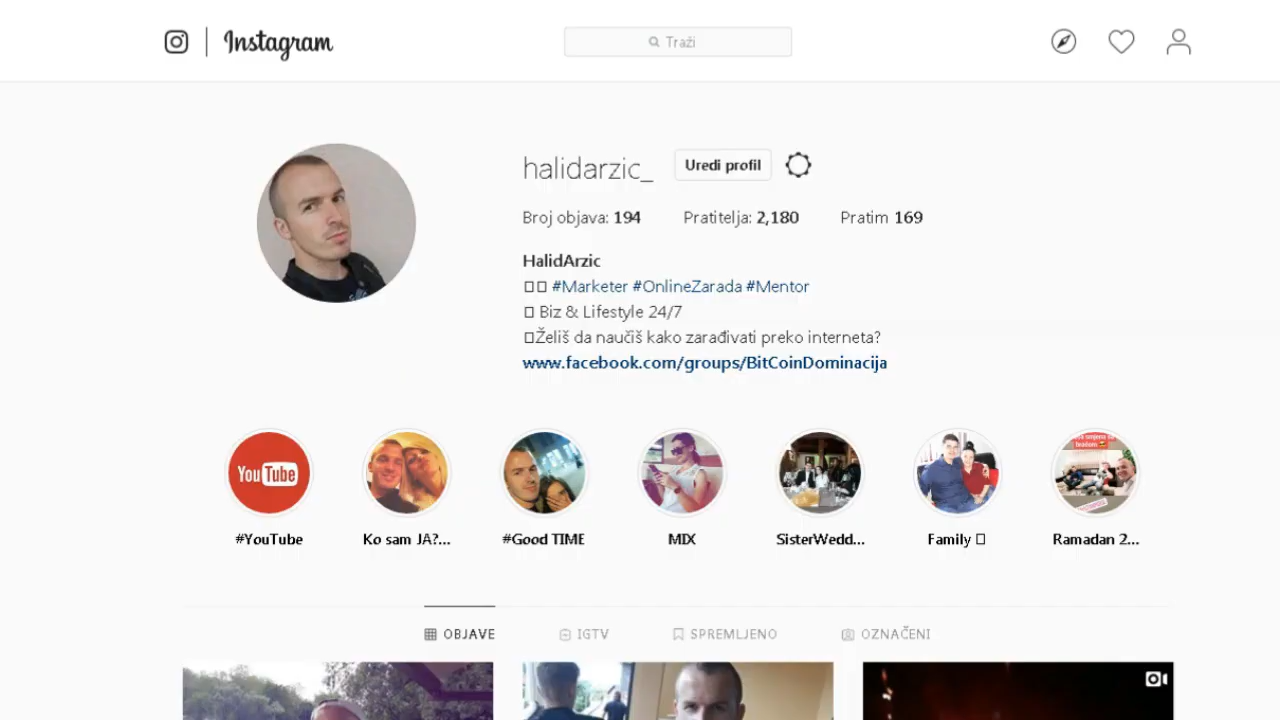 Instagram
Traži
halidarzic_ Uredi profil
Broj objava: 194 Pratitelja: 2,180 Pratim 169
HalidArzic
#Marketer #OnlineZarada #Mentor
Biz & Lifestyle 24/7
Želiš da naučiš kako zarađivati preko interneta?
www.facebook.com/groups/BitCoinDominacija
YouTube
#YouTube Ko sam JA?... #Good TIME MIX SisterWedd... Family Ramadan 2...
OBJAVE IGTV SPREMLJENO OZNAČENI